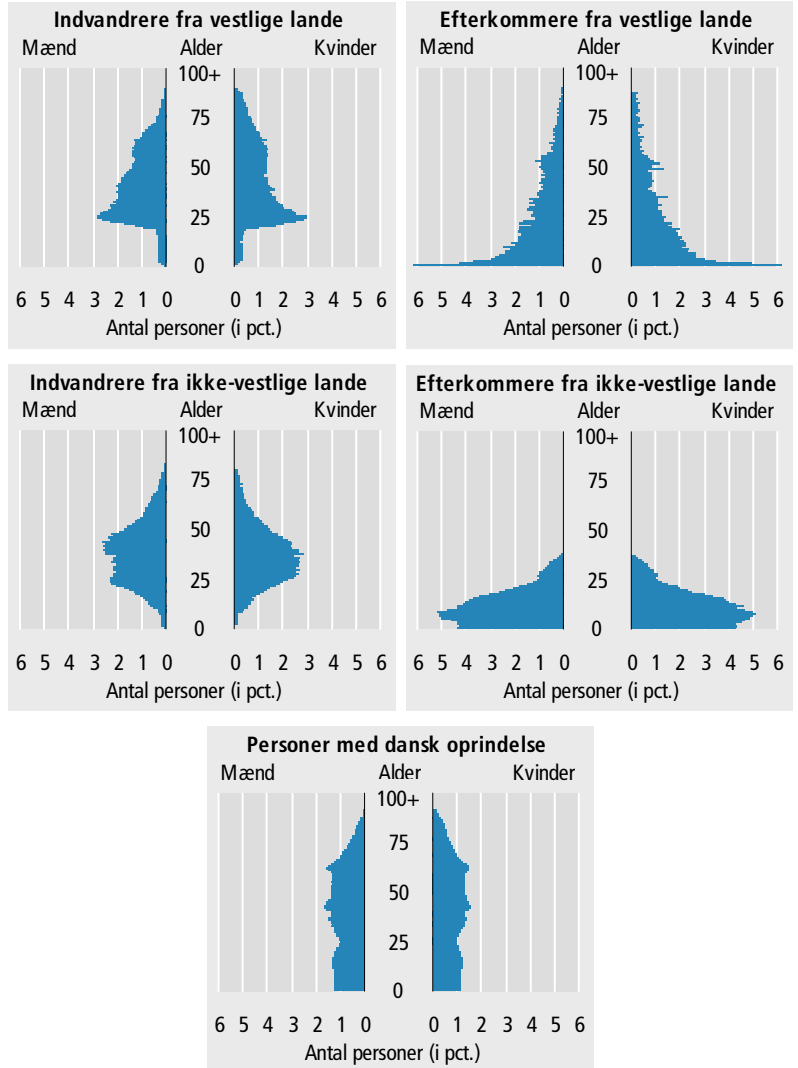 Indvandrere fra vestlige lande
Mænd Alder Kvinder
100+
75
50
25
0
6 5 4 3 2 1 0 0 1 2 3 4 5 6
Antal personer (i pct.)
Efterkommere fra vestlige lande
Mænd Alder Kvinder
100+
75
50
25
0
6 5 4 3 2 1 0 0 1 2 3 4 5 6
Antal personer (i pct.)
Indvandrere fra ikke-vestlige lande
Mænd Alder Kvinder
100+
75
50
25
0
6 5 4 3 2 1 0 0 1 2 3 4 5 6
Antal personer (i pct.)
Efterkommere fra ikke-vestlige lande
Mænd Alder Kvinder
100+
75
50
25
0
6 5 4 3 2 1 0 0 1 2 3 4 5 6
Antal personer (i pct.)
Personer med dansk oprindelse
Mænd Alder Kvinder
100+
75
50
25
0
6 5 4 3 2 1 0 0 1 2 3 4 5 6
Antal personer (i pct.)